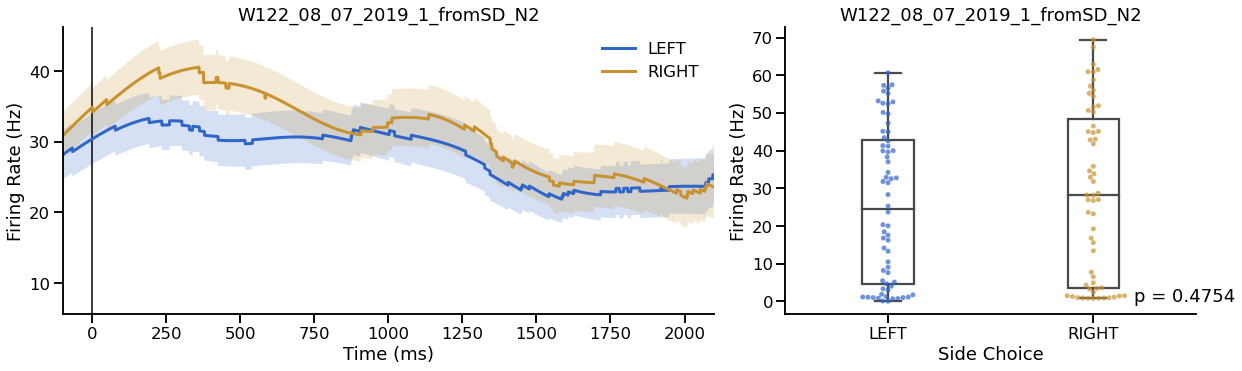 W122_08_07_2019_1_fromSD_N2
Firing Rate (Hz)
40
30
20
10
LEFT
RIGHT
0
250
500
750
1000
1250
1500
1750
2000
Time (ms)
W122_08_07_2019_1_fromSD_N2
Firing Rate (Hz)
70
60
50
40
30
20
10
0
p = 0.4754
LEFT
RIGHT
Side Choice